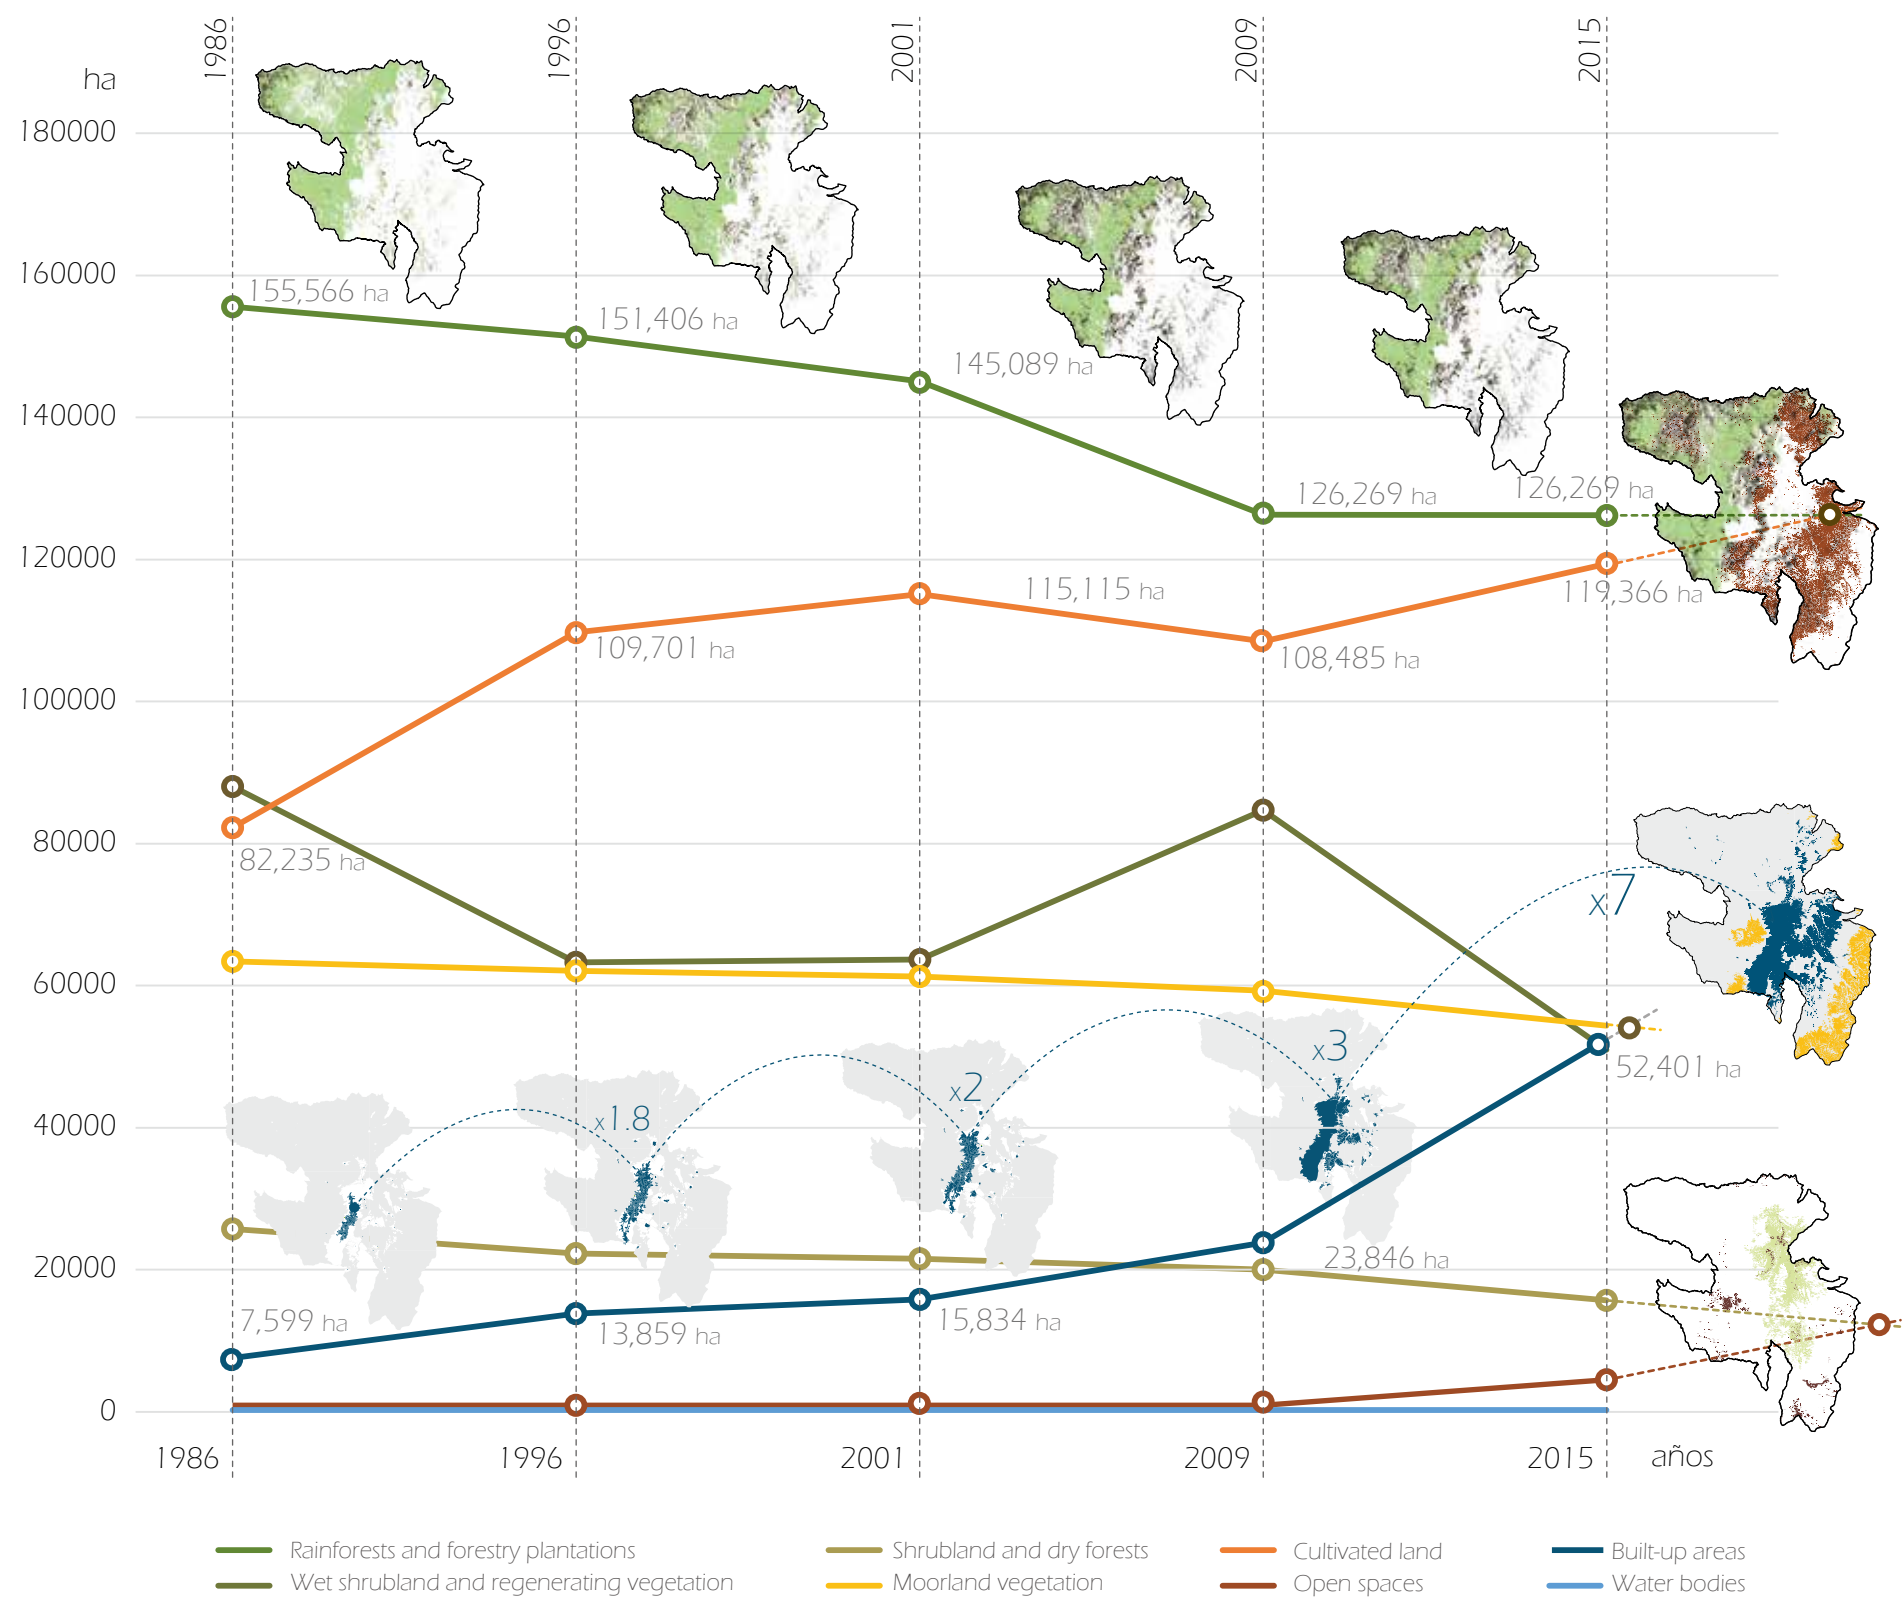 1986
1996
2001
2009
2015
ha
180000
160000
155,566 ha
151,406 ha
145,089 ha
140000
126,269 ha
126,269 ha
120000
115,115 ha
119,366 ha
109,701 ha
108,485 ha
100000
80000
82,235 ha
x7
60000
x3
52,401 ha
x2
x1.8
40000
20000
23,846 ha
7,599 ha
13,859 ha
15,834 ha
0
1986
1996
2001
2009
2015
años
Rainforests and forestry plantations
Shrubland and dry forests
Cultivated land
Built-up areas
Wet shrubland and regenerating vegetation
Moorland vegetation
Open spaces
Water bodies